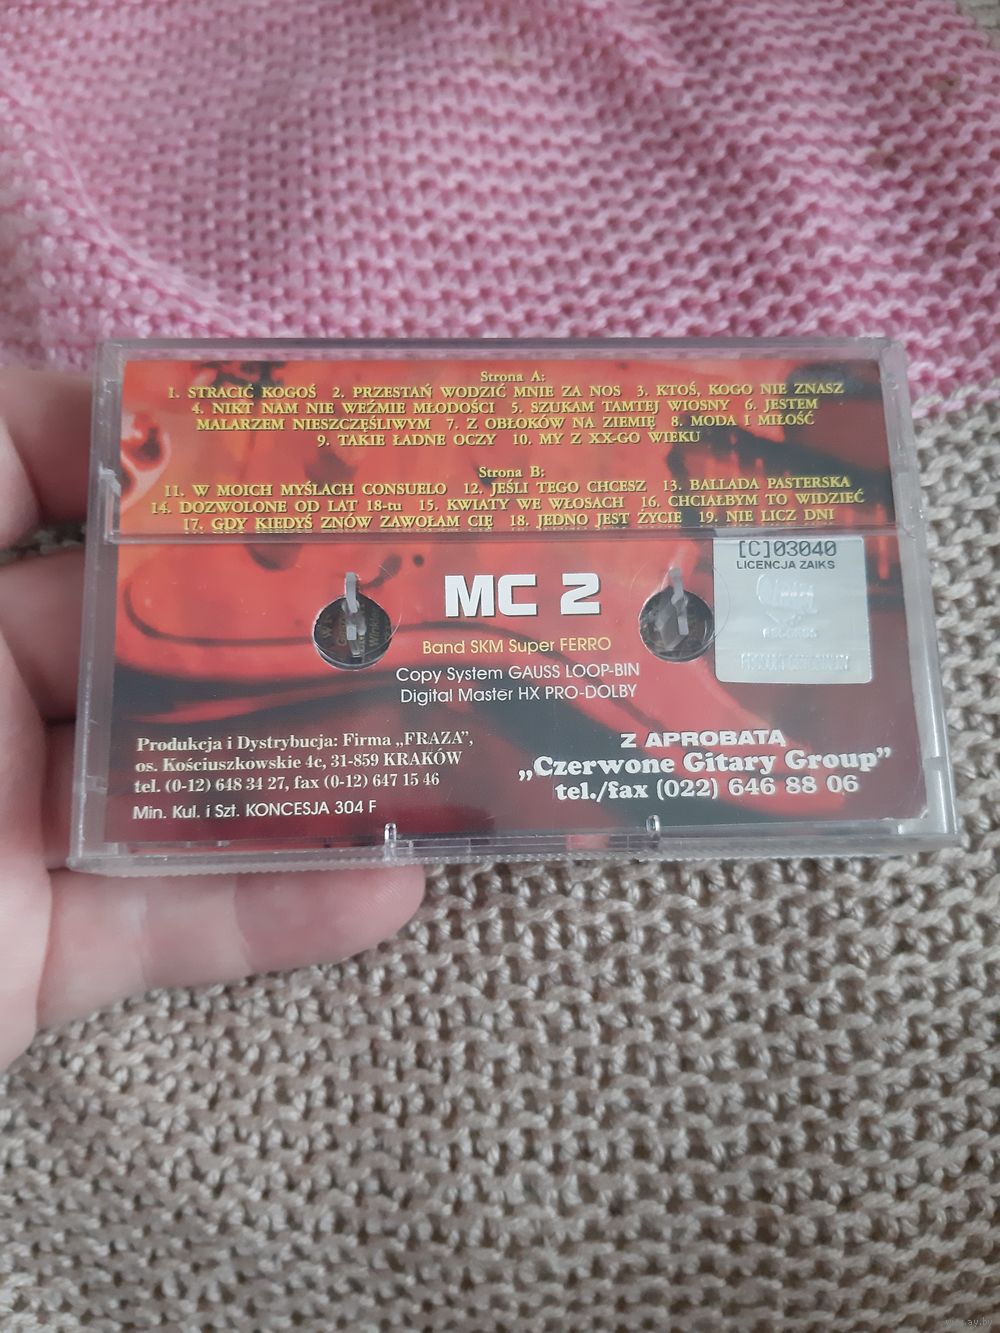 Strona A:
1. STRACIĆ KOGOŚ 2. PRZESTAŃ WODZIĆ MNIE ZA NOS 3. KTOŚ, KOGO NIE ZNASZ
4. NIKT NAM NIE WEŹMIE MŁODOŚCI 5. SZUKAM TAMTEJ WIOSNY 6. JESTEM
MALARZEM NIESZCZĘŚLIWYM 7. Z OBŁOKÓW NA ZIEMIĘ 8. MODA I MIŁOŚĆ
9. TAKIE ŁADNE OCZY 10. MY Z XX-GO WIEKU
Strona B:
11. W MOICH MYŚLACH CONSUELO 12. JEŚLI TEGO CHCESZ 13. BALLADA PASTERSKA
14. DOZWOLONE OD LAT 18-tu 15. KWIATY WE WŁOSACH 16. CHCIAŁBYM TO WIDZIEĆ
17. GDY KIEDYŚ ZNÓW ZAWOŁAM CIĘ 18. JEDNO JEST ŻYCIE 19. NIE LICZ DNI
[C]03040
LICENCJA ZAIKS
RECORDS
MC 2
Band SKM Super FERRO
Copy System GAUSS LOOP-BIN
Digital Master HX PRO-DOLBY
Produkcja i Dystrybucja: Firma „FRAZA”,
os. Kościuszkowskie 4c, 31-859 KRAKÓW
tel. (0-12) 648 34 27, fax (0-12) 647 15 46
Min. Kul. i Szt. KONCESJA 304 F
Z APROBATĄ
„Czerwone Gitary Group”
tel./fax (022) 646 88 06